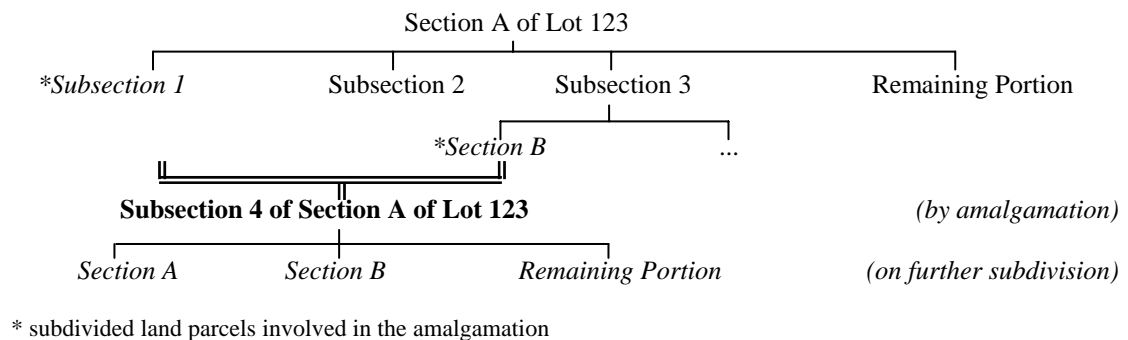 Section A of Lot 123
*Subsection 1 Subsection 2 Subsection 3 Remaining Portion
*Section B ...
Subsection 4 of Section A of Lot 123 (by amalgamation)
Section A Section B Remaining Portion (on further subdivision)
* subdivided land parcels involved in the amalgamation